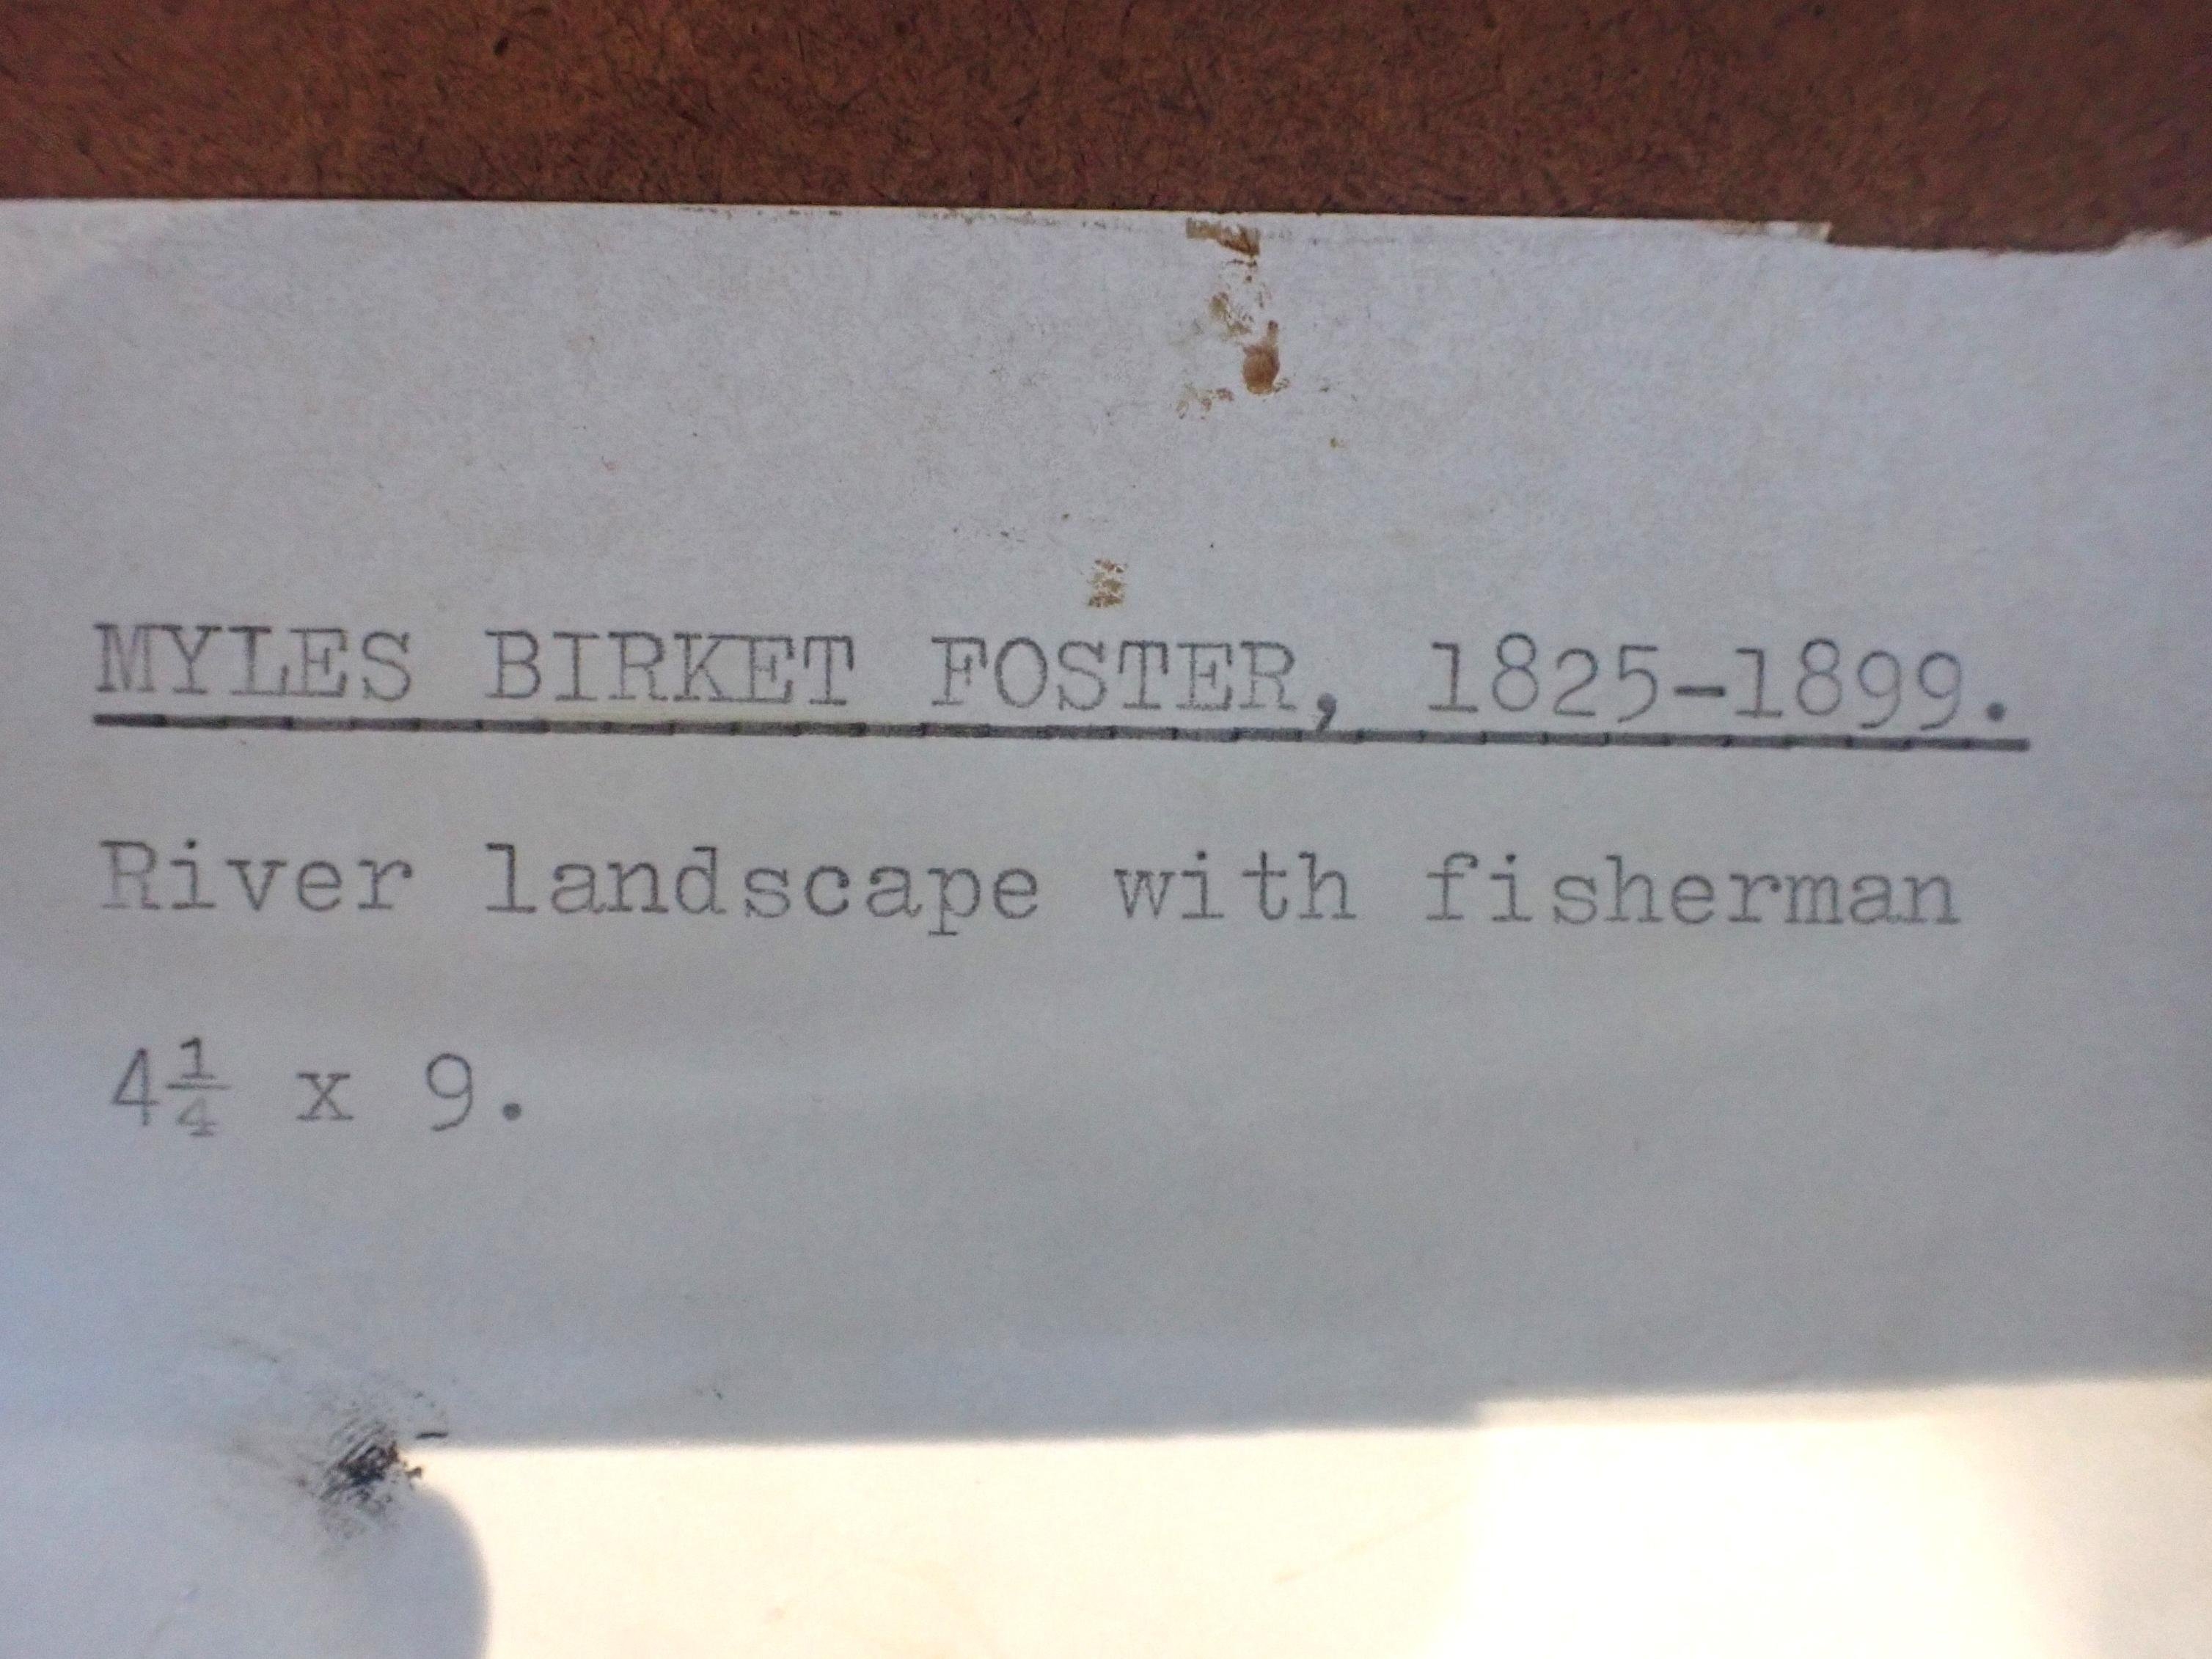 MYLES BIRKET FOSTER, 1825-1899.
River landscape with fisherman
4¼ x 9.